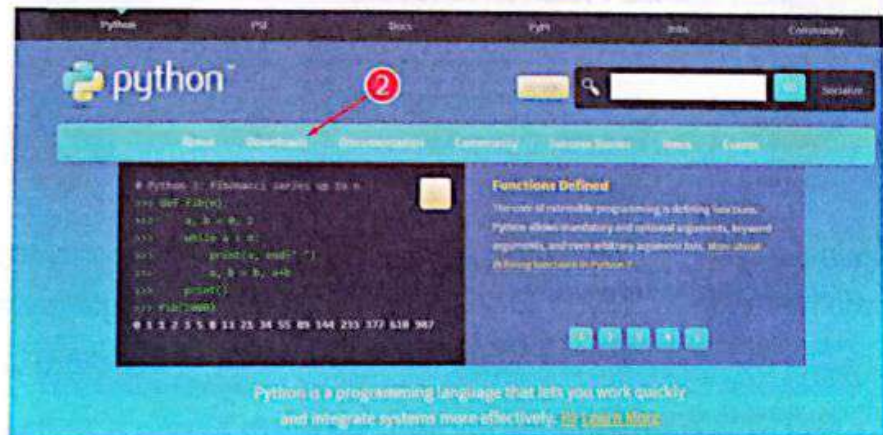 Python PSF Docs PyPI Jobs Community
python
2
Socialize
About Downloads Documentation Community Success Stories News Events
# Python 3: Fibonacci series up to n
>>> def fib(n):
>>> a, b = 0, 1
>>> while a < n:
>>> print(a, end=' ')
>>> a, b = b, a+b
>>> print()
>>> fib(1000)
0 1 1 2 3 5 8 13 21 34 55 89 144 233 377 610 987
Functions Defined
The core of extensible programming is defining functions.
Python allows mandatory and optional arguments, keyword
arguments, and even arbitrary argument lists. More about
defining functions in Python 3
1 2 3 4 5
Python is a programming language that lets you work quickly
and integrate systems more effectively. Learn More